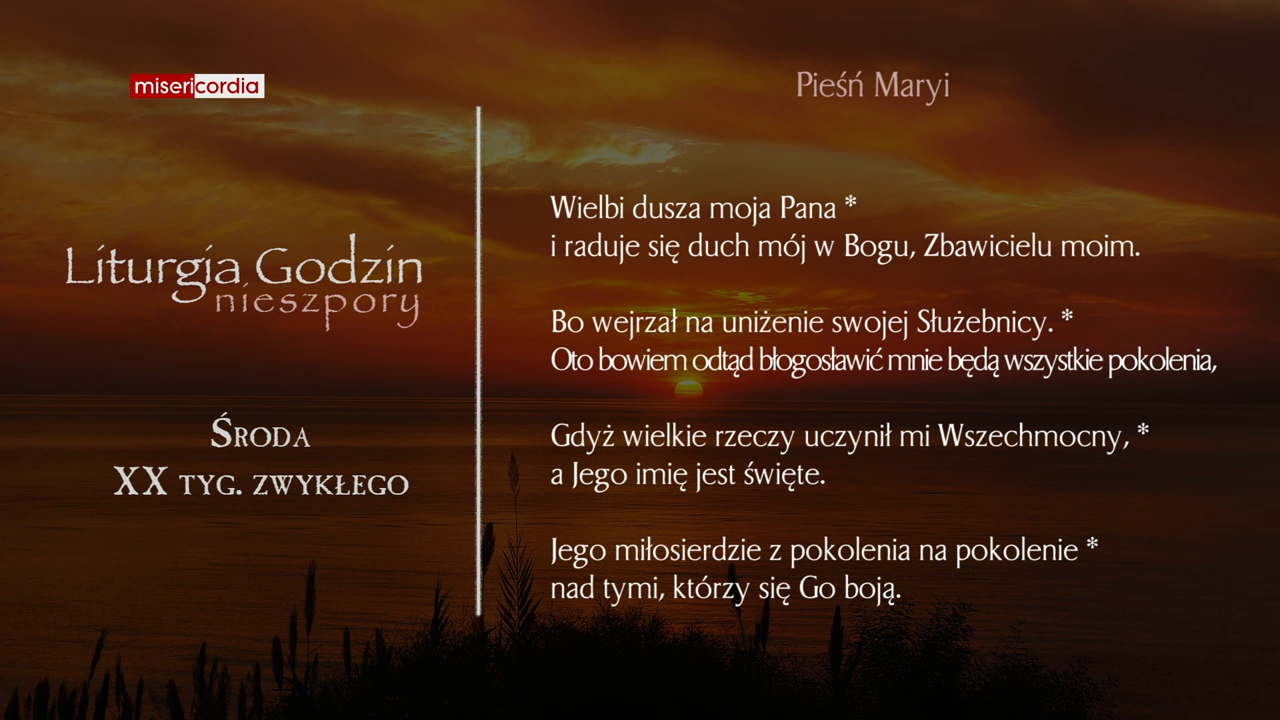 misericordia
Liturgia Godzin
nieszpory
Środa
XX tyg. zwykłego
Pieśń Maryi
Wielbi dusza moja Pana *
i raduje się duch mój w Bogu, Zbawicielu moim.
Bo wejrzał na uniżenie swojej Służebnicy. *
Oto bowiem odtąd błogosławić mnie będą wszystkie pokolenia,
Gdyż wielkie rzeczy uczynił mi Wszechmocny, *
a Jego imię jest święte.
Jego miłosierdzie z pokolenia na pokolenie *
nad tymi, którzy się Go boją.